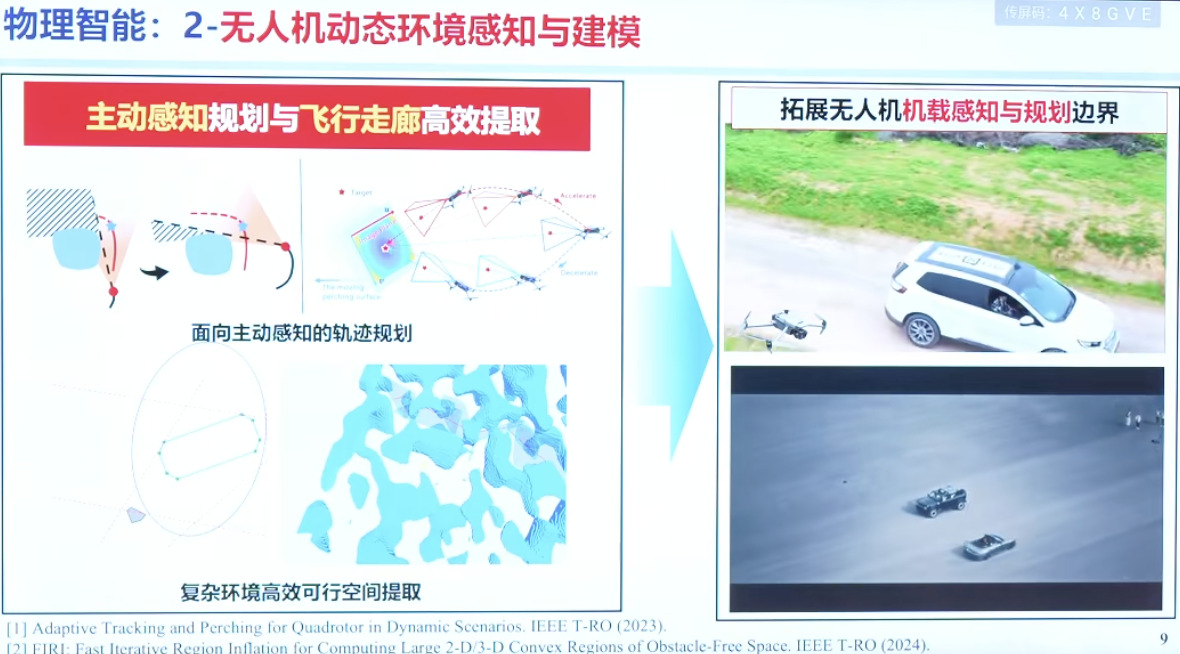 物理智能：2-无人机动态环境感知与建模
传屏码：4X8GVE
主动感知规划与飞行走廊高效提取
Target
Accelerate
Decelerate
The moving
perching surface
面向主动感知的轨迹规划
复杂环境高效可行空间提取
拓展无人机机载感知与规划边界
[1] Adaptive Tracking and Perching for Quadrotor in Dynamic Scenarios. IEEE T-RO (2023).
[2] FIRI: Fast Iterative Region Inflation for Computing Large 2-D/3-D Convex Regions of Obstacle-Free Space. IEEE T-RO (2024).
9